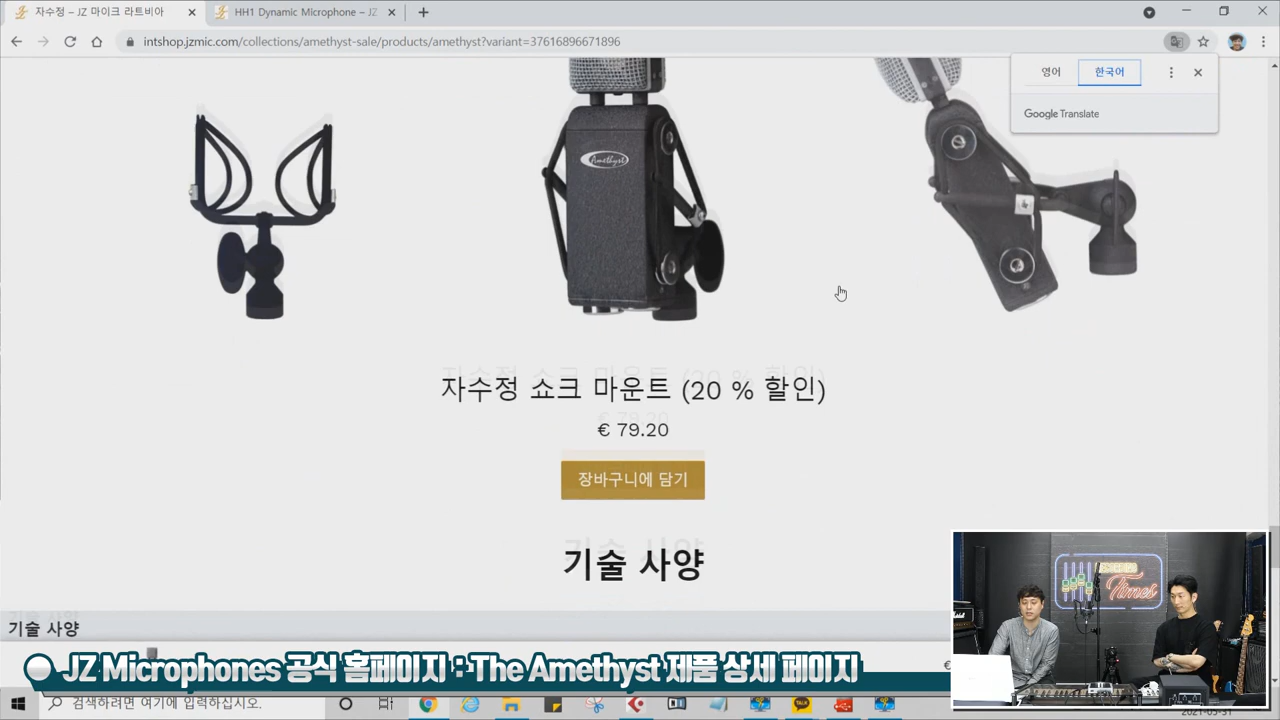 자수정 – JZ 마이크 라트비아
HH1 Dynamic Microphone – JZ
intshop.jzmic.com/collections/amethyst-sale/products/amethyst?variant=37616896671896
영어
한국어
Google Translate
Amethyst
자수정 쇼크 마운트 (20 % 할인)
€ 79.20
장바구니에 담기
기술 사양
기술 사양
JZ Microphones 공식 홈페이지 : The Amethyst 제품 상세 페이지
€
Times
Marshall
검색하려면 여기에 입력하십시오.
TALK
2021-05-31